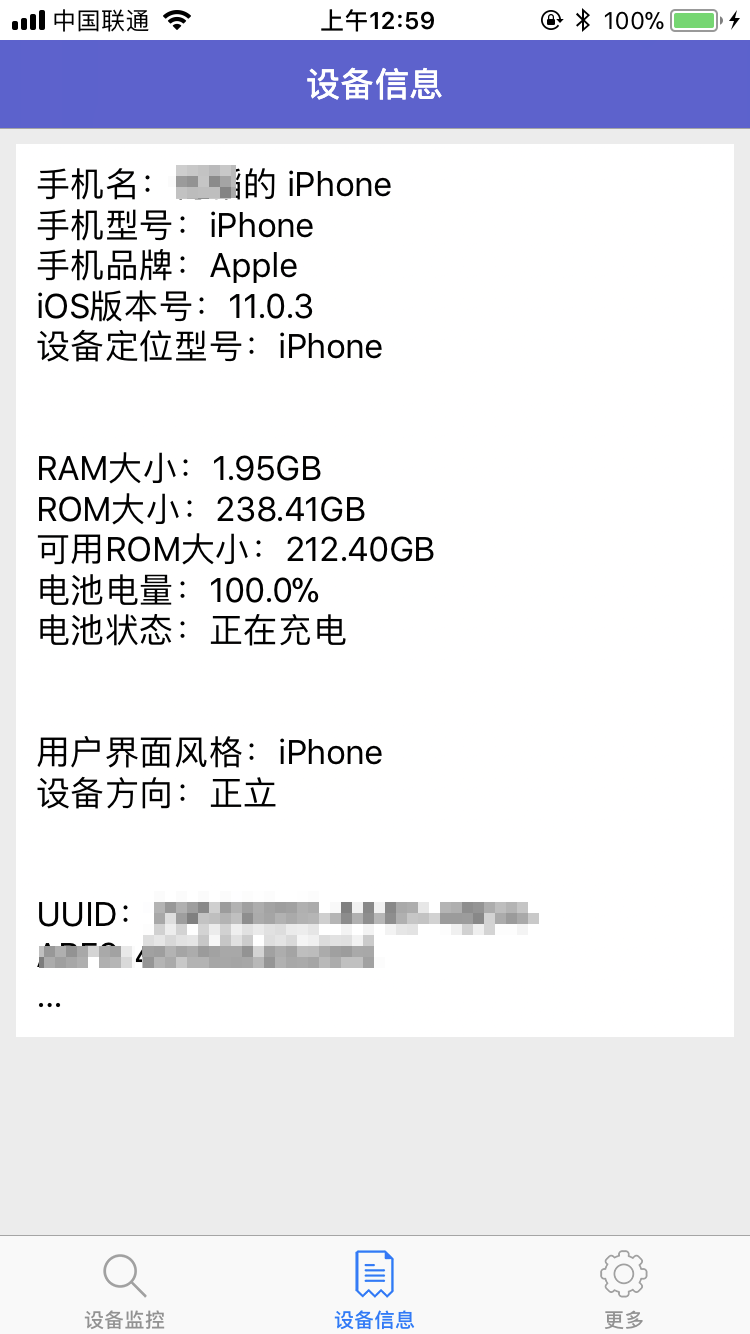 中国联通 上午12:59 100%
设备信息
手机名： 的 iPhone
手机型号：iPhone
手机品牌：Apple
iOS版本号：11.0.3
设备定位型号：iPhone
RAM大小：1.95GB
ROM大小：238.41GB
可用ROM大小：212.40GB
电池电量：100.0%
电池状态：正在充电
用户界面风格：iPhone
设备方向：正立
UUID：
...
设备监控 设备信息 更多